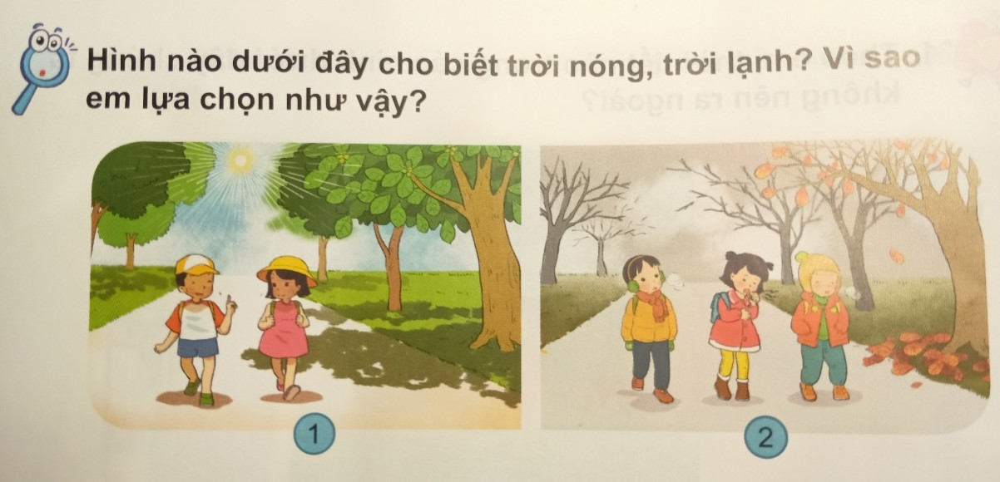 Hình nào dưới đây cho biết trời nóng, trời lạnh? Vì sao
em lựa chọn như vậy?
1
2